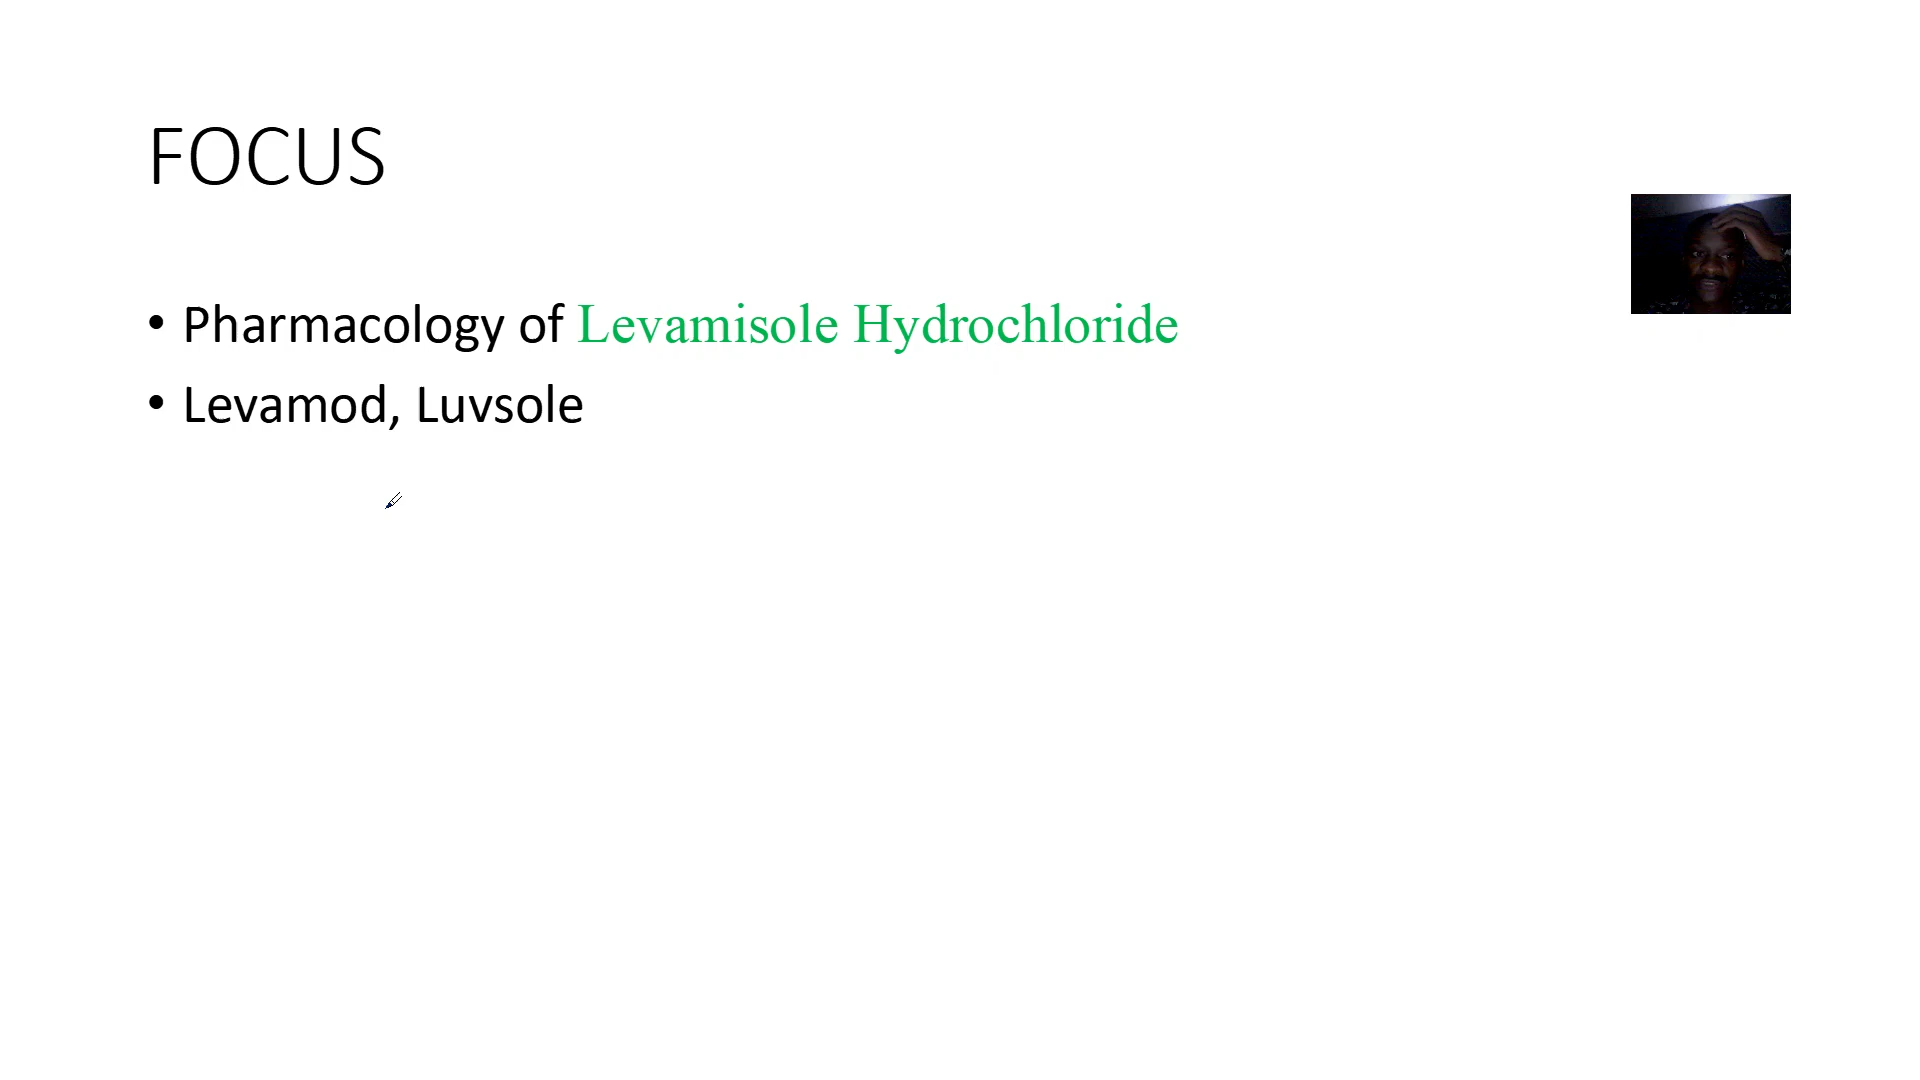 FOCUS
• Pharmacology of Levamisole Hydrochloride
• Levamod, Luvsole